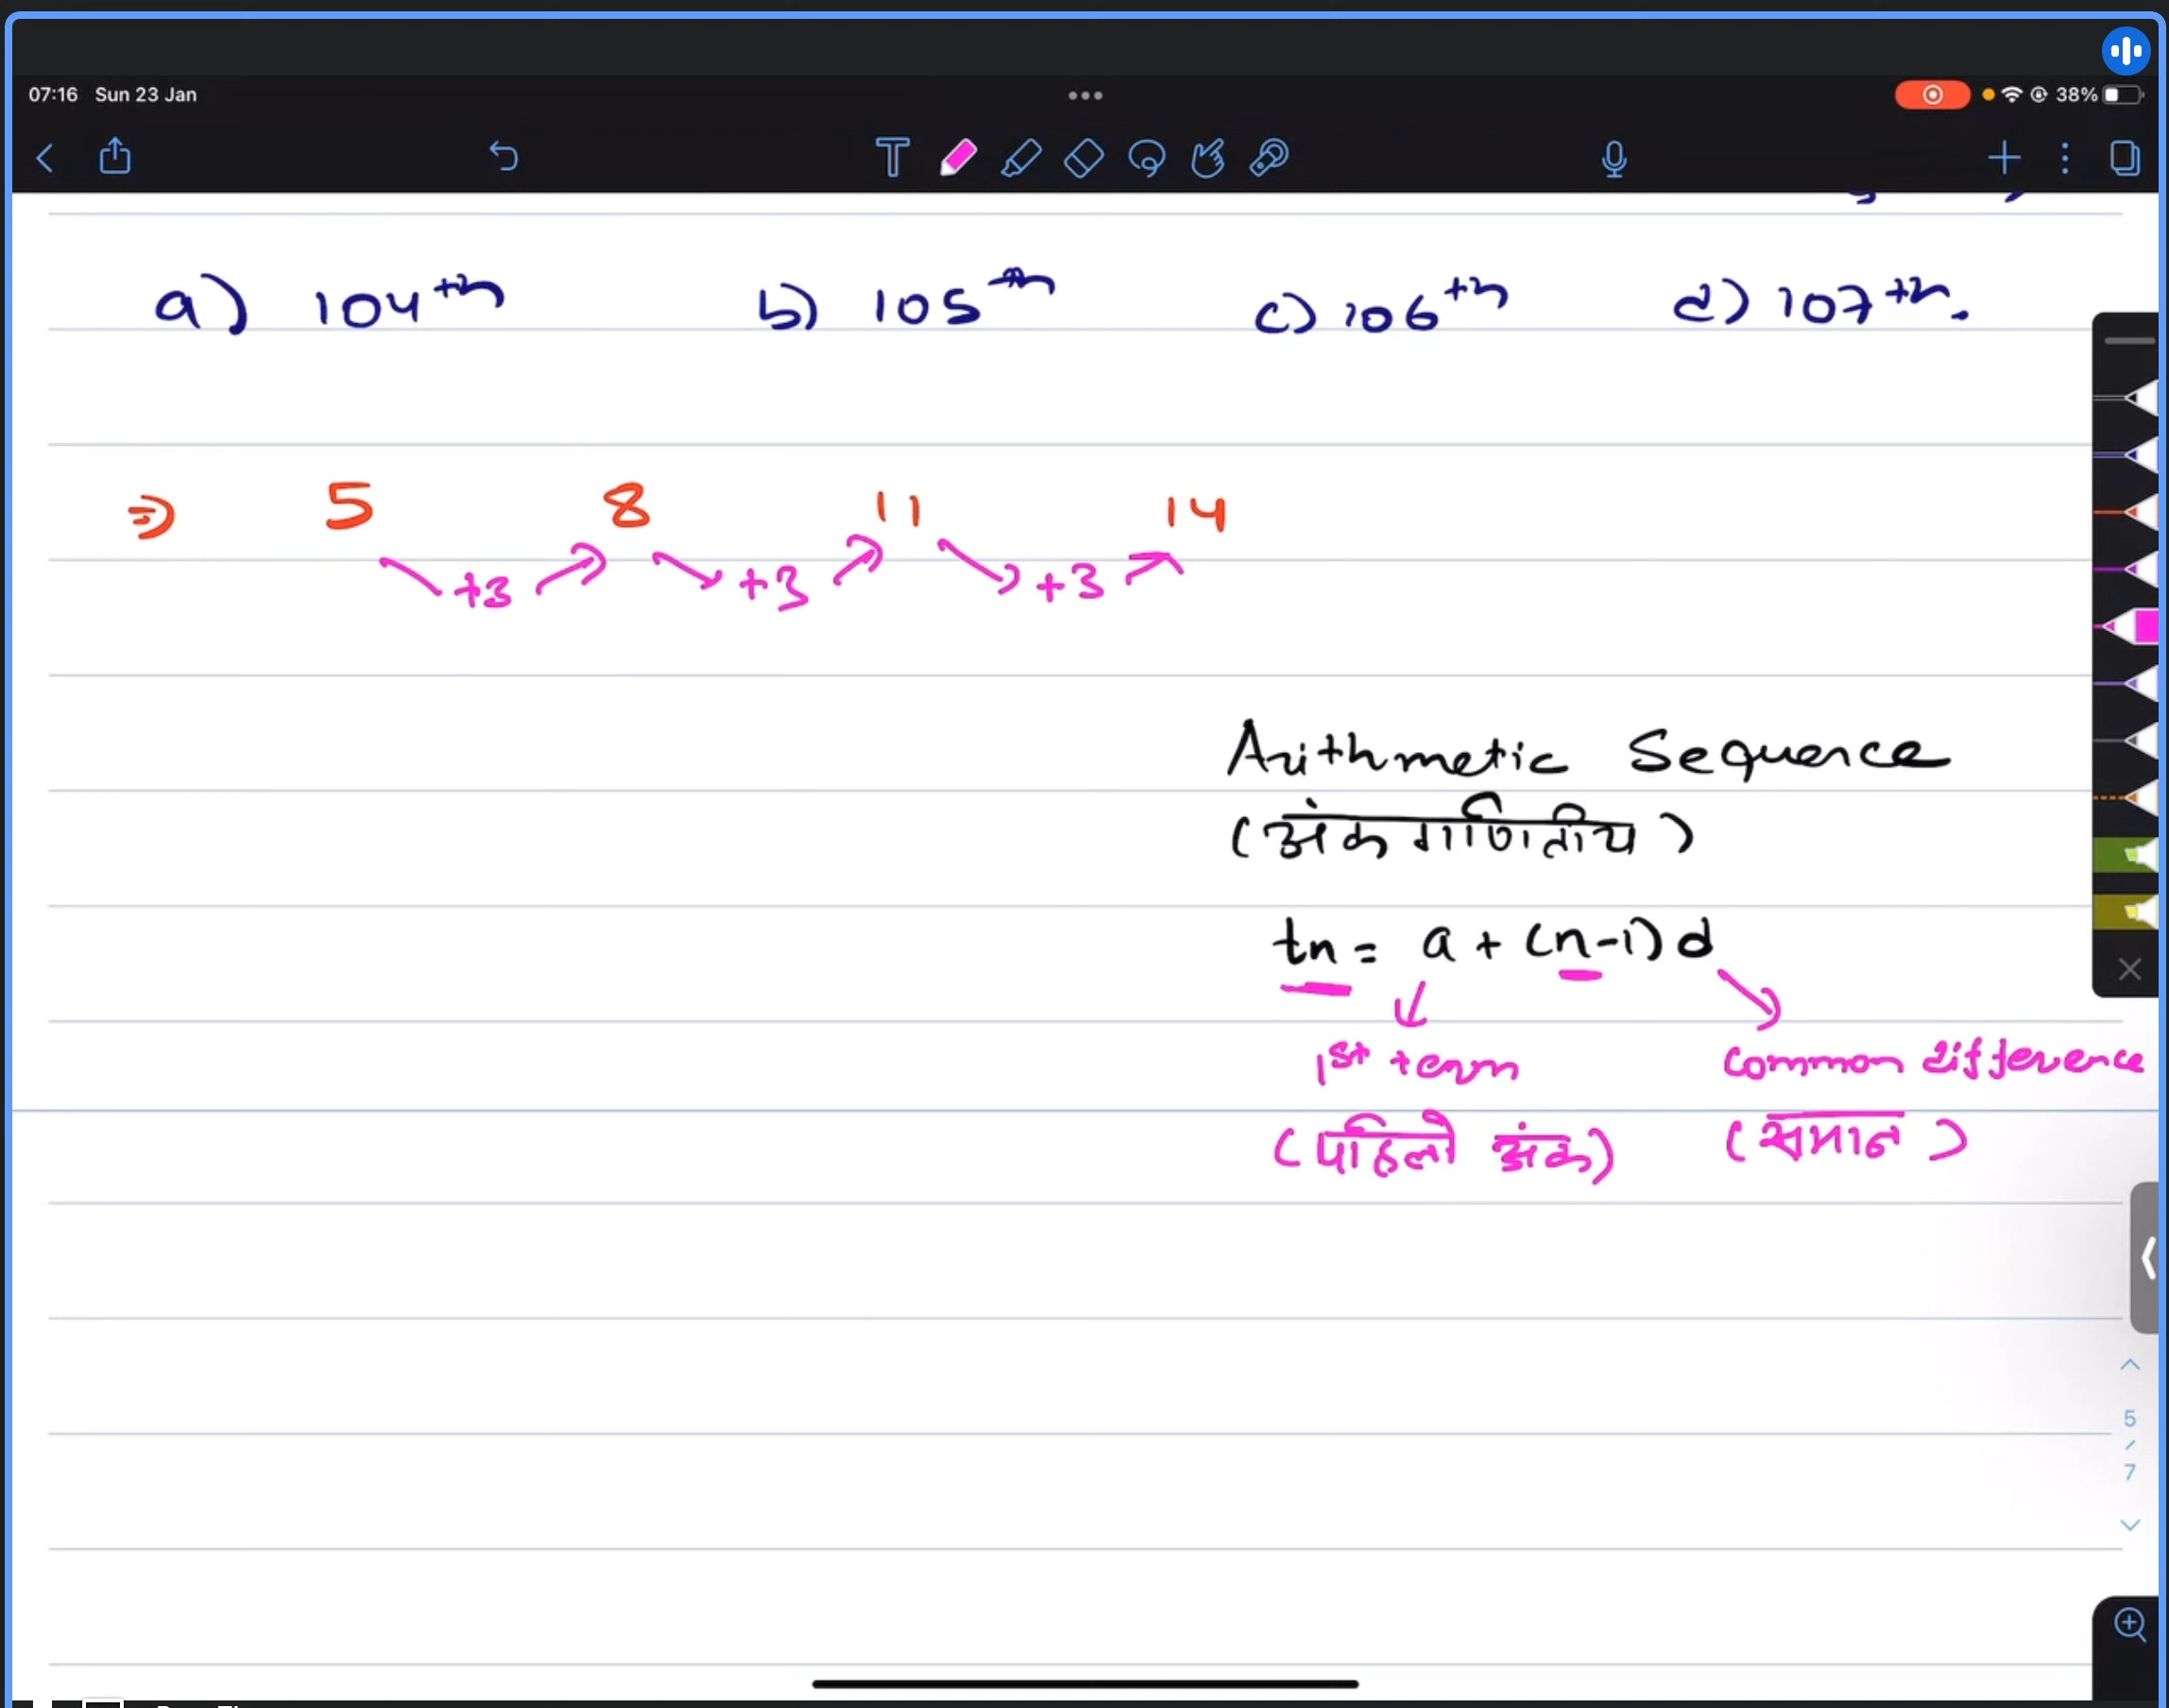 07:16 Sun 23 Jan 38%
a) 104th b) 105th c) 106th d) 107th.
⇒ 5 8 11 14
+3 +3 +3
Arithmetic Sequence
(अंक गणितीय)
tn = a + (n-1) d
1st term common difference
(पहिली अंक) (समान)
5
/
7